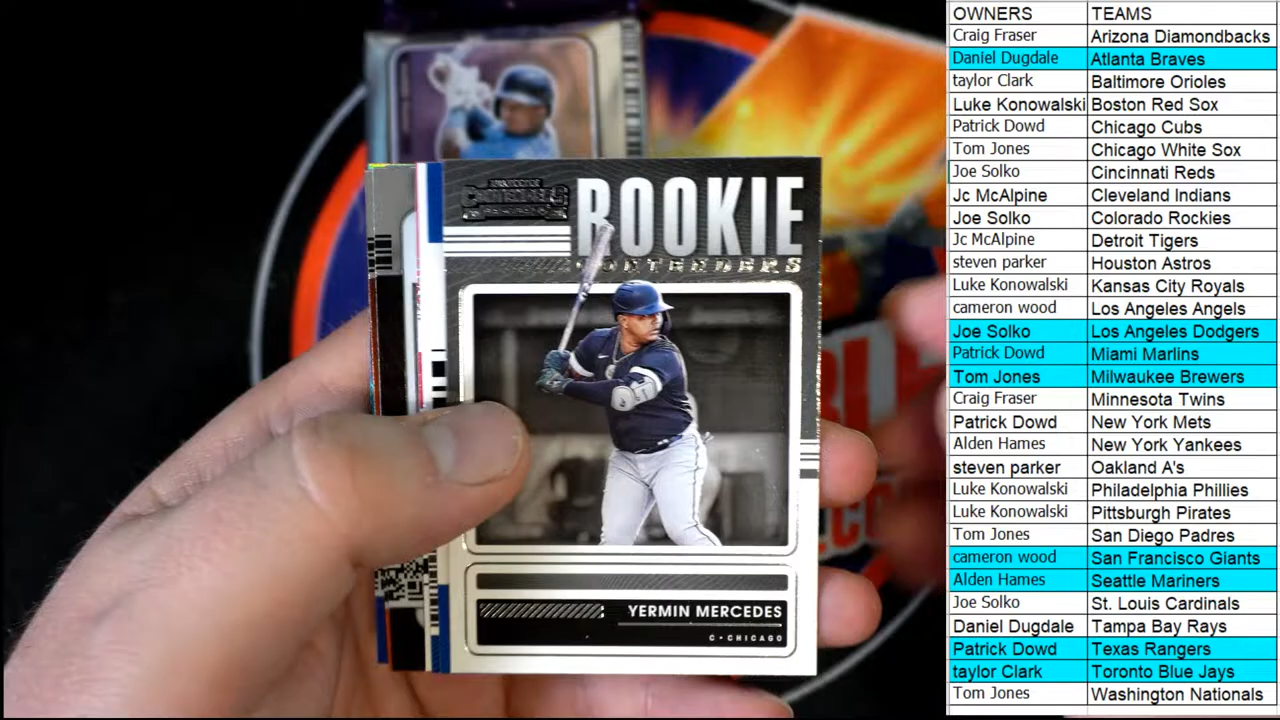 ROOKIE
CONTENDERS
YERMIN MERCEDES
C • CHICAGO
OWNERS TEAMS
Craig Fraser Arizona Diamondbacks
Daniel Dugdale Atlanta Braves
taylor Clark Baltimore Orioles
Luke Konowalski Boston Red Sox
Patrick Dowd Chicago Cubs
Tom Jones Chicago White Sox
Joe Solko Cincinnati Reds
Jc McAlpine Cleveland Indians
Joe Solko Colorado Rockies
Jc McAlpine Detroit Tigers
steven parker Houston Astros
Luke Konowalski Kansas City Royals
cameron wood Los Angeles Angels
Joe Solko Los Angeles Dodgers
Patrick Dowd Miami Marlins
Tom Jones Milwaukee Brewers
Craig Fraser Minnesota Twins
Patrick Dowd New York Mets
Alden Hames New York Yankees
steven parker Oakland A's
Luke Konowalski Philadelphia Phillies
Luke Konowalski Pittsburgh Pirates
Tom Jones San Diego Padres
cameron wood San Francisco Giants
Alden Hames Seattle Mariners
Joe Solko St. Louis Cardinals
Daniel Dugdale Tampa Bay Rays
Patrick Dowd Texas Rangers
taylor Clark Toronto Blue Jays
Tom Jones Washington Nationals